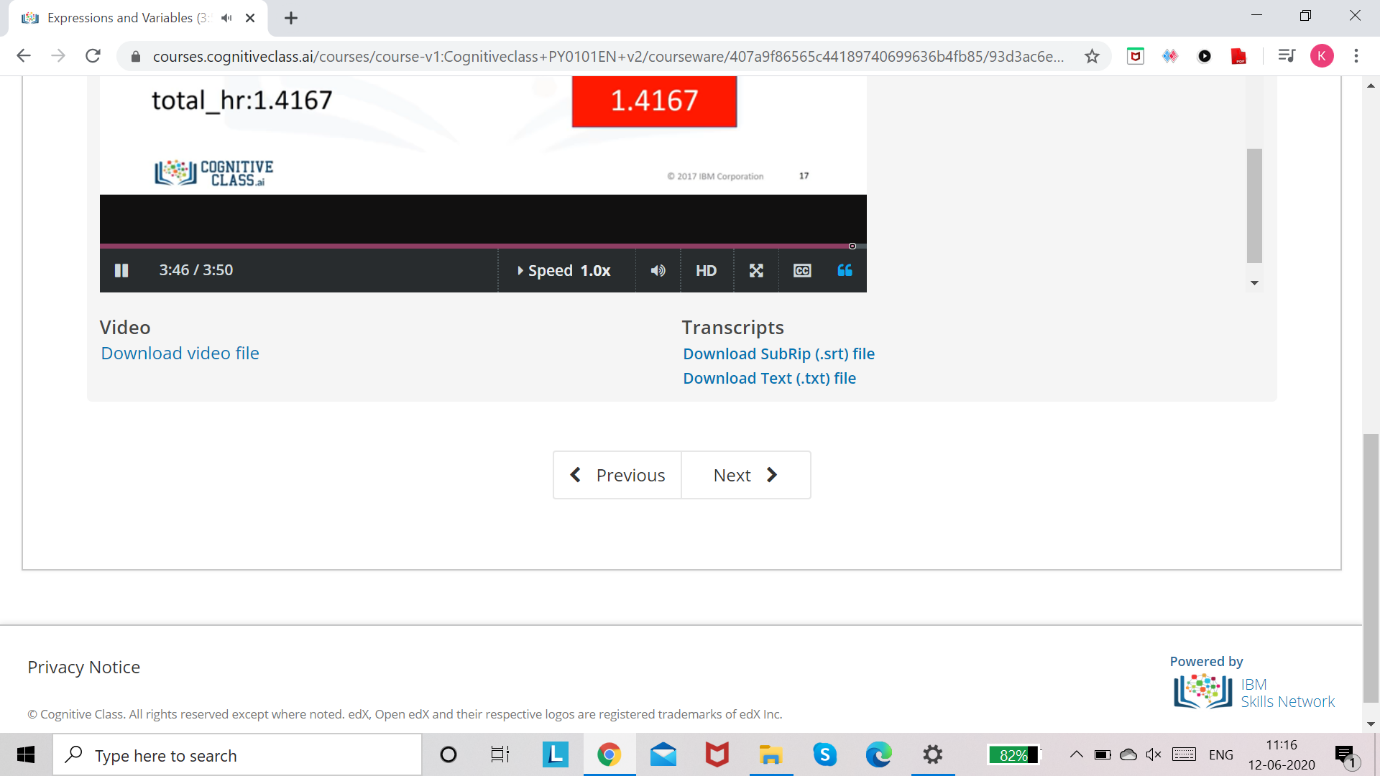 Expressions and Variables (3:
courses.cognitiveclass.ai/courses/course-v1:Cognitiveclass+PY0101EN+v2/courseware/407a9f86565c44189740699636b4fb85/93d3ac6e...
K
total_hr:1.4167
1.4167
COGNITIVE
CLASS.ai
© 2017 IBM Corporation
17
3:46 / 3:50
Speed 1.0x
HD
CC
Video
Transcripts
Download video file
Download SubRip (.srt) file
Download Text (.txt) file
Previous
Next
Privacy Notice
Powered by
IBM
Skills Network
© Cognitive Class. All rights reserved except where noted. edX, Open edX and their respective logos are registered trademarks of edX Inc.
Type here to search
L
S
82%
ENG
11:16
12-06-2020
1